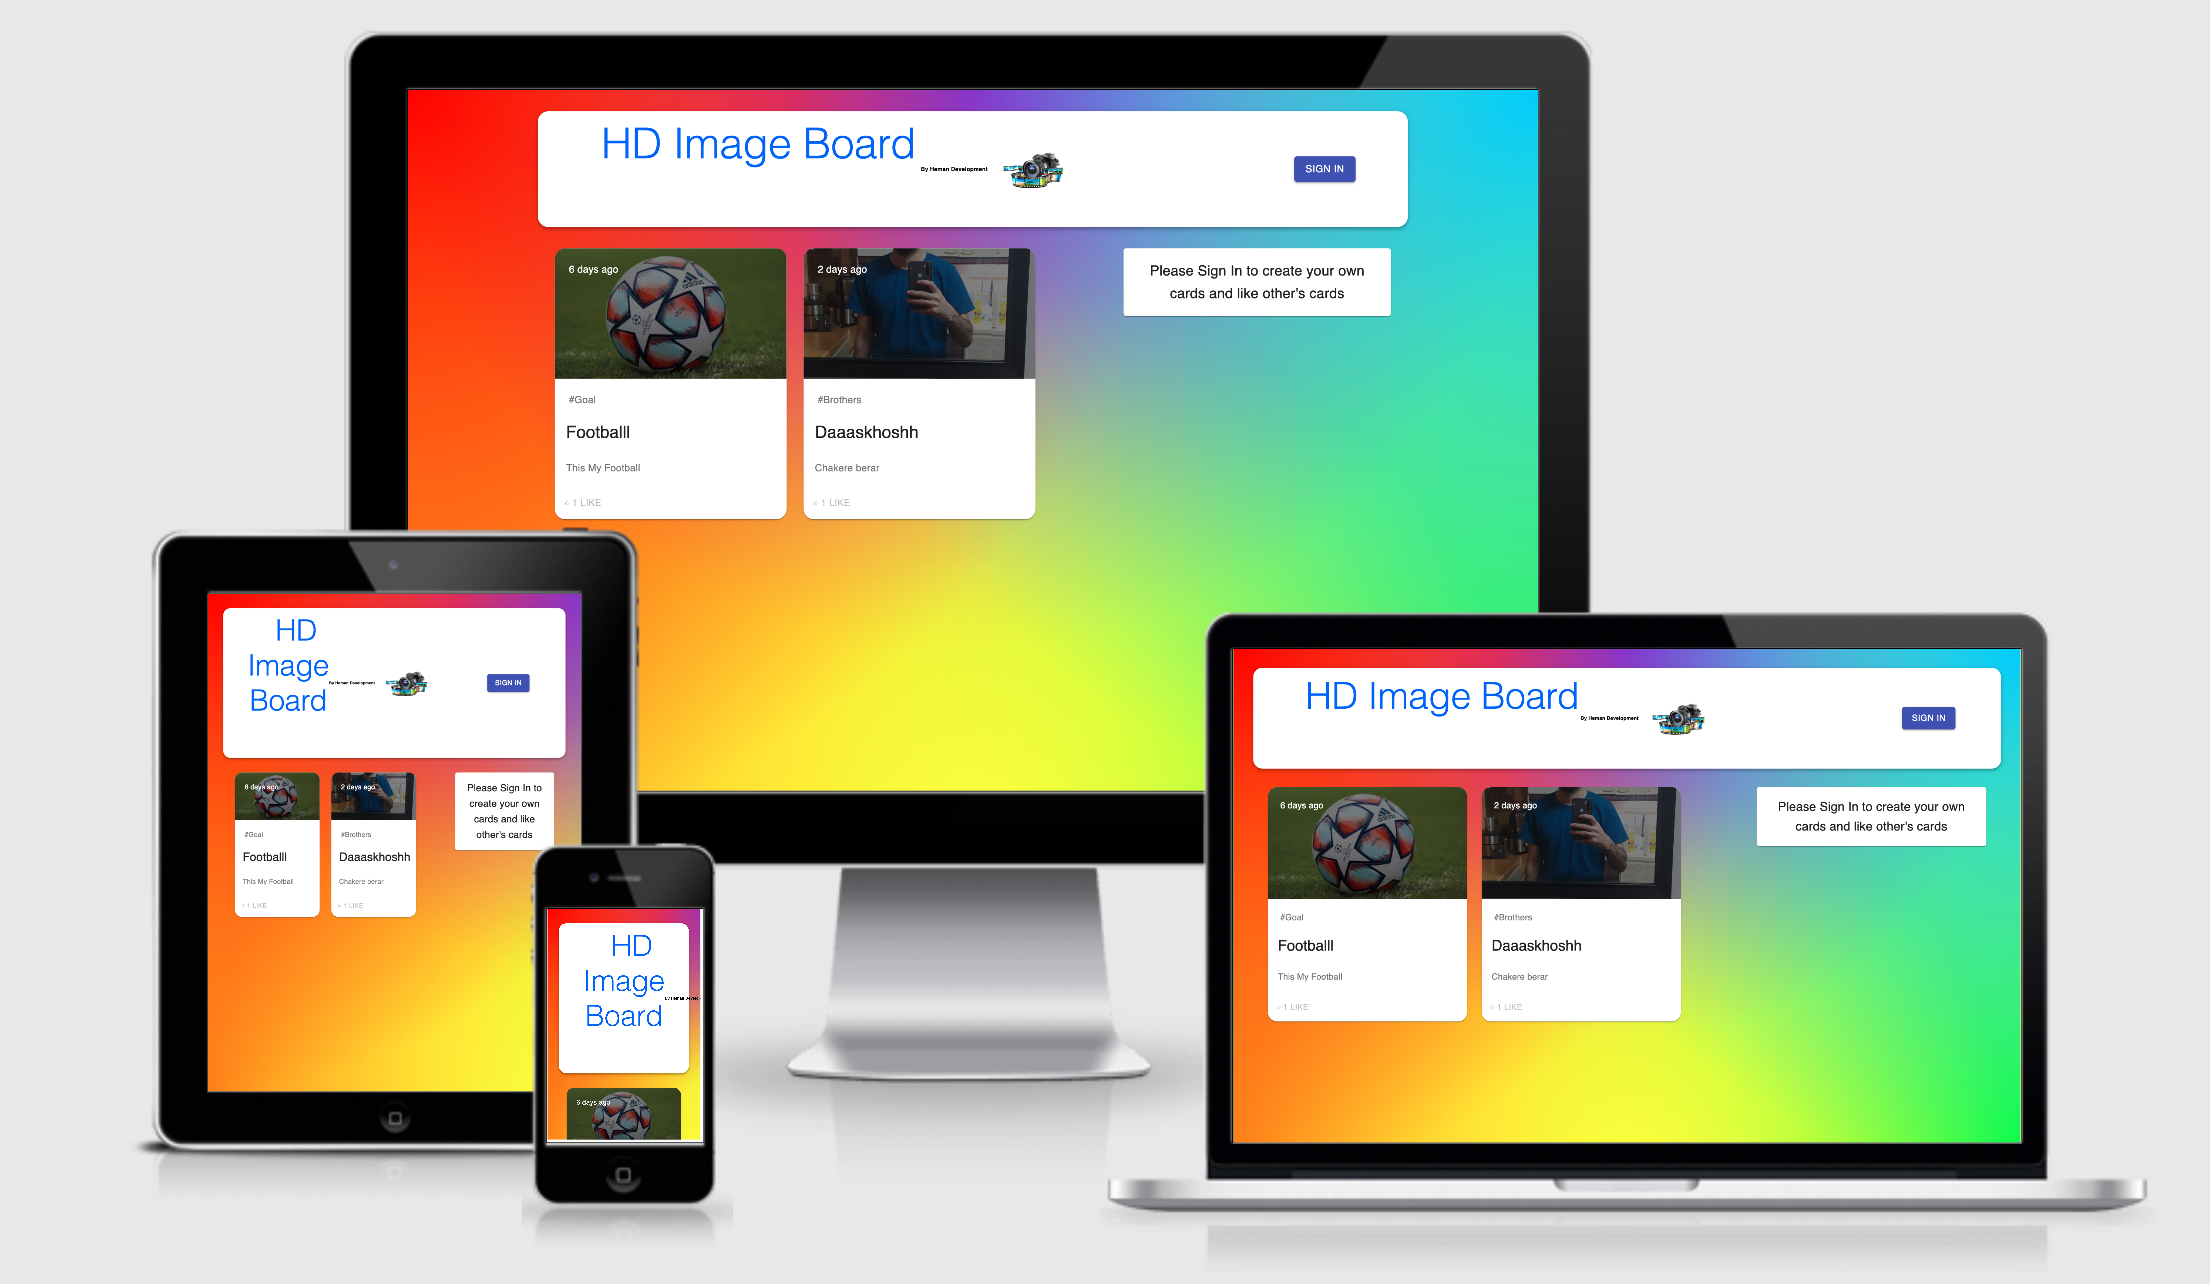 HD Image Board
By Heman Development
SIGN IN
6 days ago
2 days ago
Please Sign In to create your own
cards and like other's cards
adidas
#Goal
#Brothers
Footballl
Daaaskhoshh
This My Football
Chakere berar
1 LIKE
1 LIKE
HD
Image
Board
By Heman Development
SIGN IN
6 days ago
2 days ago
Please Sign In to
create your own
cards and like
other's cards
#Goal
#Brothers
Footballl
Daaaskhoshh
This My Football
Chakere berar
1 LIKE
1 LIKE
HD
Image
Board
By Heman Develo
6 days ago
HD Image Board
By Heman Development
SIGN IN
6 days ago
2 days ago
Please Sign In to create your own
cards and like other's cards
adidas
#Goal
#Brothers
Footballl
Daaaskhoshh
This My Football
Chakere berar
1 LIKE
1 LIKE